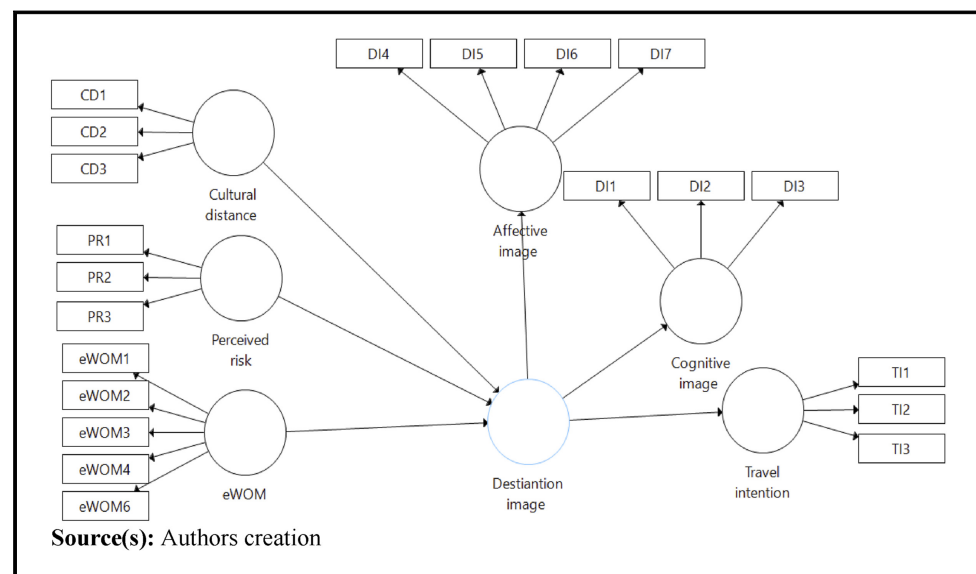 DI4
DI5
DI6
DI7
CD1
CD2
CD3
Cultural
distance
DI1
DI2
DI3
Affective
image
PR1
PR2
PR3
Perceived
risk
Cognitive
image
eWOM1
eWOM2
eWOM3
eWOM4
eWOM6
eWOM
Destiantion
image
Travel
intention
TI1
TI2
TI3
Source(s): Authors creation